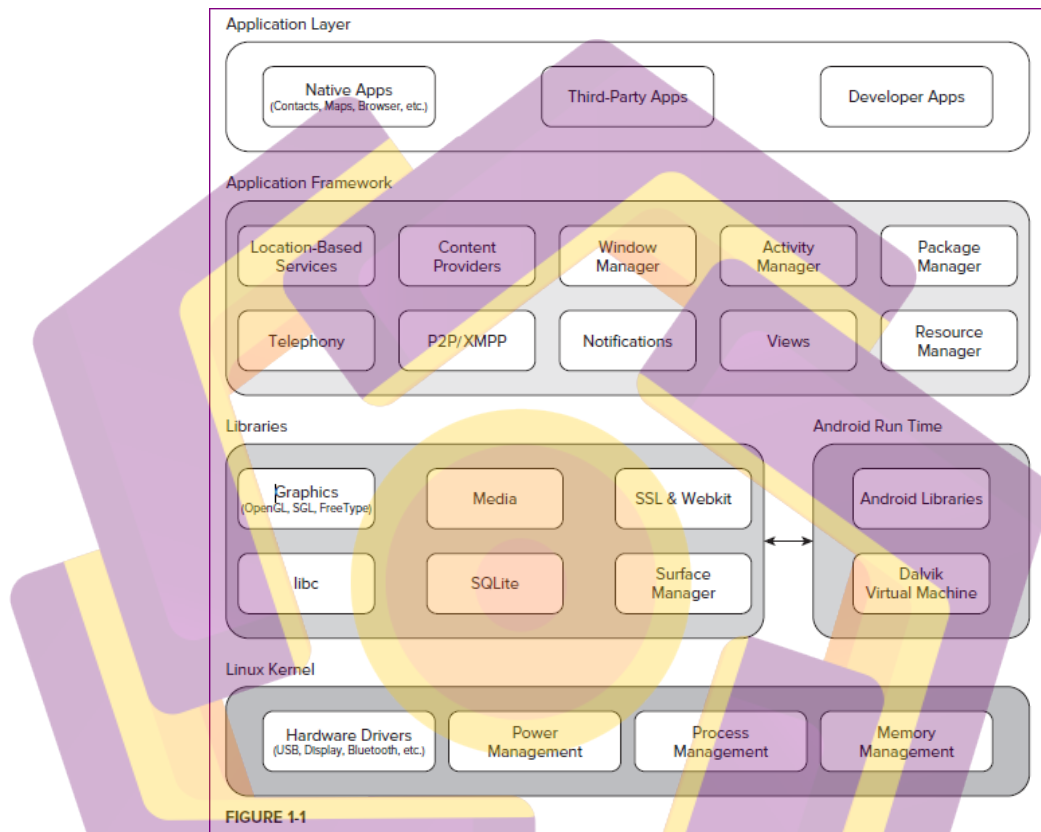 Application Layer
Native Apps
(Contacts, Maps, Browser, etc.)
Third-Party Apps
Developer Apps
Application Framework
Location-Based
Services
Content
Providers
Window
Manager
Activity
Manager
Package
Manager
Telephony
P2P/XMPP
Notifications
Views
Resource
Manager
Libraries
Graphics
(OpenGL, SGL, FreeType)
Media
SSL & Webkit
libc
SQLite
Surface
Manager
Android Run Time
Android Libraries
Dalvik
Virtual Machine
Linux Kernel
Hardware Drivers
(USB, Display, Bluetooth, etc.)
Power
Management
Process
Management
Memory
Management
FIGURE 1-1